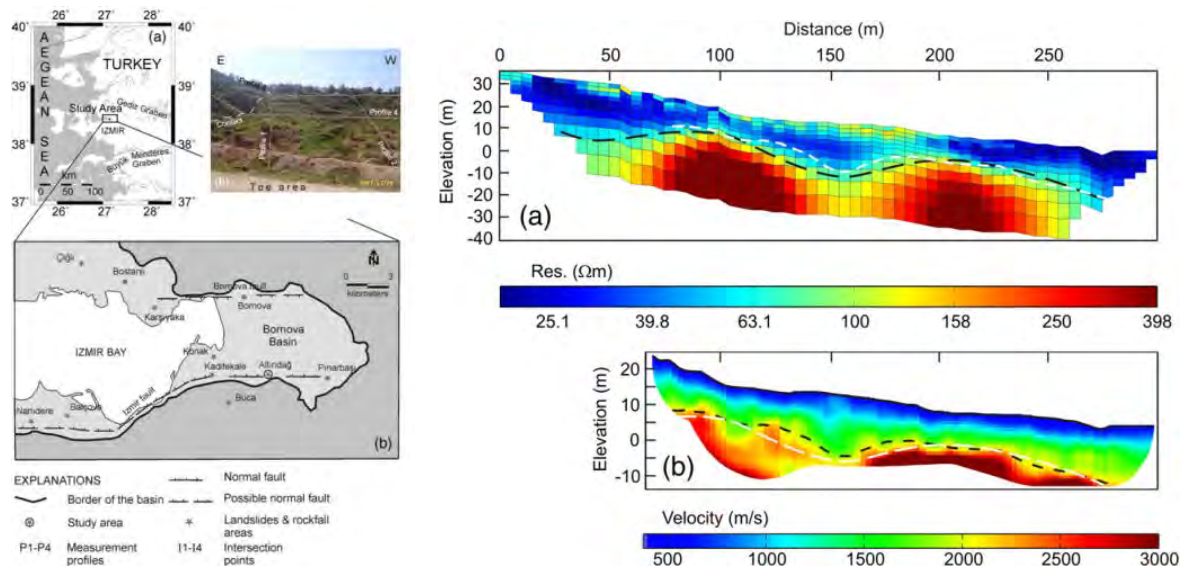 26˚ 27˚ 28˚
40˚ 40˚
(a)
AEGEAN SEA
TURKEY
39˚ 39˚
Gediz Graben
Study Area
IZMIR
38˚ 38˚
Büyük Menderes
Graben
km
0 50 100
37˚ 37˚
26˚ 27˚ 28˚
E W
Profile 4
Contact
Toe area
(b)
Çiğli
Bostanlı
Karşıyaka
Bornova fault
Bornova
N
0 3
kilometers
Bornova
Basin
IZMIR BAY
Konak
Kadifekale
Altındağ
Pınarbaşı
Izmir fault
Buca
Balçova
Narlıdere
(b)
EXPLANATIONS
Border of the basin
Study area
P1-P4 Measurement
profiles
Normal fault
Possible normal fault
Landslides & rockfall
areas
I1-I4 Intersection
points
Distance (m)
0 50 100 150 200 250
Elevation (m)
30
20
10
0
-10
-20
-30
-40
(a)
Res. (Ωm)
25.1 39.8 63.1 100 158 250 398
Elevation (m)
20
10
0
-10
(b)
Velocity (m/s)
500 1000 1500 2000 2500 3000